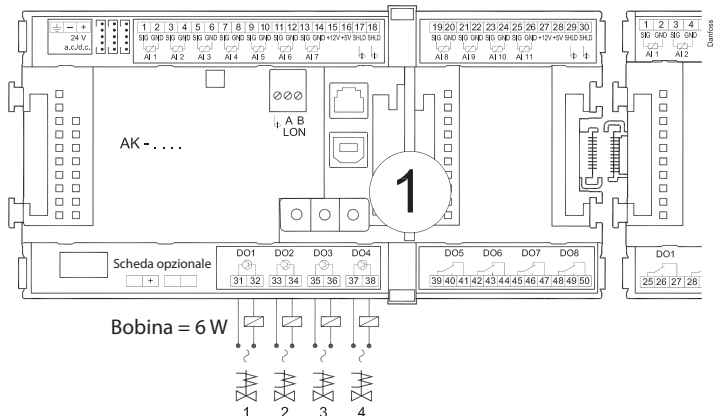 – +
24 V
a.c./d.c.
1 2 3 4 5 6 7 8 9 10 11 12 13 14 15 16 17 18
SIG GND SIG GND SIG GND SIG GND SIG GND SIG GND SIG GND +12V +5V SHLD SHLD
AI 1 AI 2 AI 3 AI 4 AI 5 AI 6 AI 7
19 20 21 22 23 24 25 26 27 28 29 30
SIG GND SIG GND SIG GND SIG GND +12V +5V SHLD SHLD
AI 8 AI 9 AI 10 AI 11
1 2 3 4
SIG GND SIG GND
AI 1 AI 2
Danfoss
A B
LON
AK - . . . .
1
Scheda opzionale
+
DO1 DO2 DO3 DO4
31 32 33 34 35 36 37 38
DO5 DO6 DO7 DO8
39 40 41 42 43 44 45 46 47 48 49 50
DO1
25 26 27 28
Bobina = 6 W
1 2 3 4